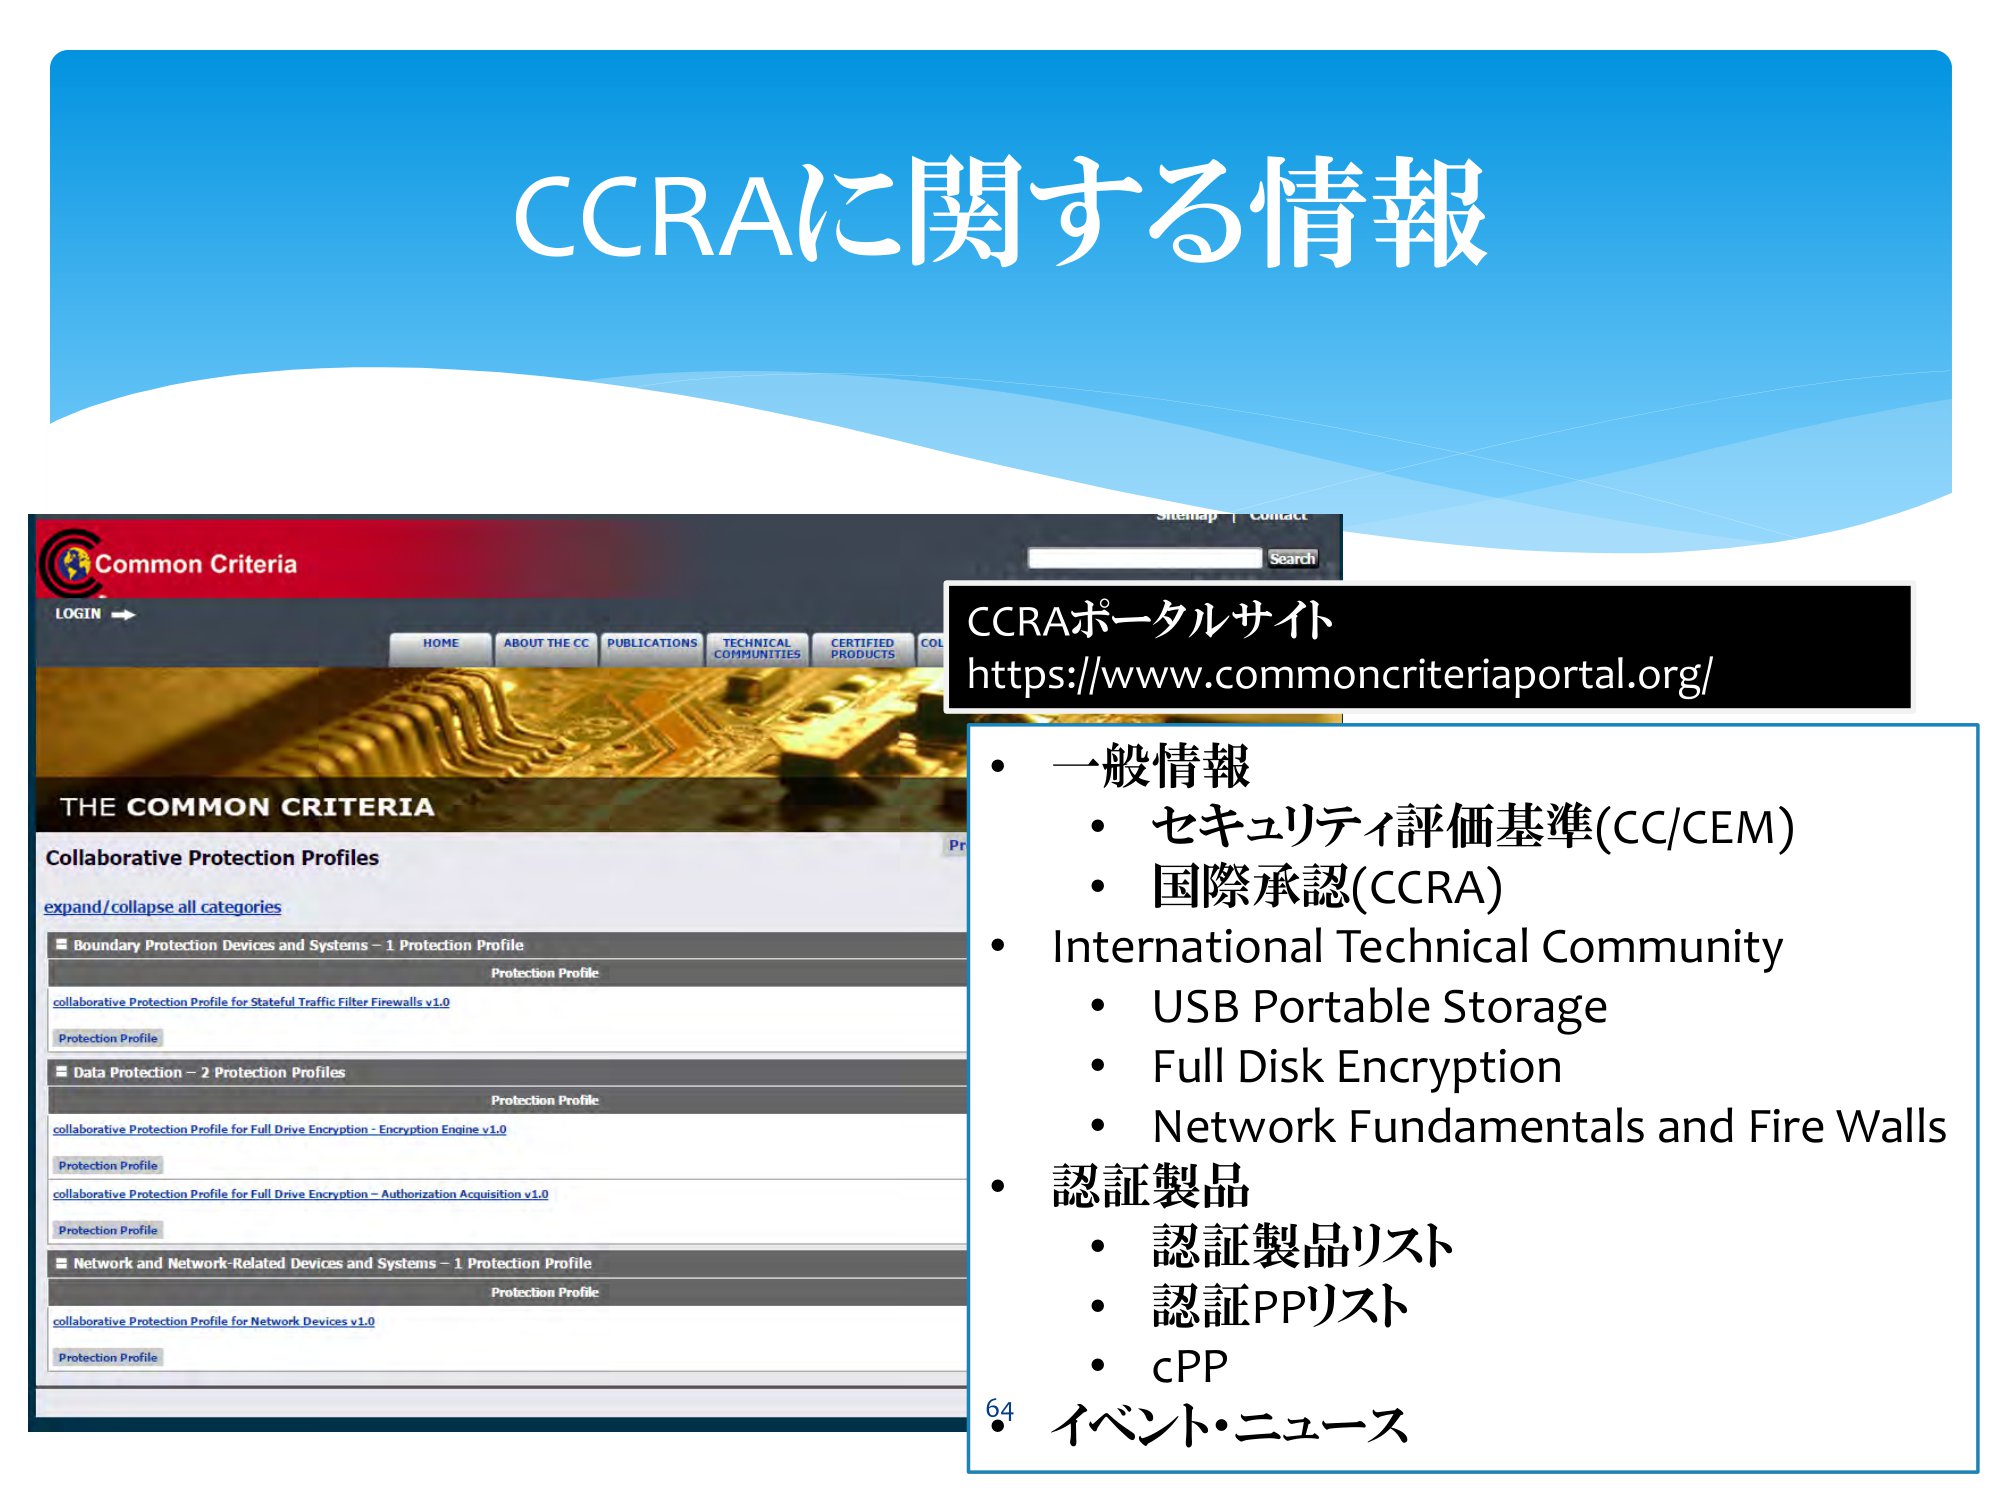 CCRAに関する情報
Sitemap | Contact
Common Criteria
Search
LOGIN
HOME
ABOUT THE CC
PUBLICATIONS
TECHNICAL COMMUNITIES
CERTIFIED PRODUCTS
COL
THE COMMON CRITERIA
Collaborative Protection Profiles
Pr
expand/collapse all categories
Boundary Protection Devices and Systems – 1 Protection Profile
Protection Profile
collaborative Protection Profile for Stateful Traffic Filter Firewalls v1.0
Protection Profile
Data Protection – 2 Protection Profiles
Protection Profile
collaborative Protection Profile for Full Drive Encryption - Encryption Engine v1.0
Protection Profile
collaborative Protection Profile for Full Drive Encryption – Authorization Acquisition v1.0
Protection Profile
Network and Network-Related Devices and Systems – 1 Protection Profile
Protection Profile
collaborative Protection Profile for Network Devices v1.0
Protection Profile
CCRAポータルサイト
https://www.commoncriteriaportal.org/
• 一般情報
• セキュリティ評価基準(CC/CEM)
• 国際承認(CCRA)
• International Technical Community
• USB Portable Storage
• Full Disk Encryption
• Network Fundamentals and Fire Walls
• 認証製品
• 認証製品リスト
• 認証PPリスト
• cPP
• イベント・ニュース
64